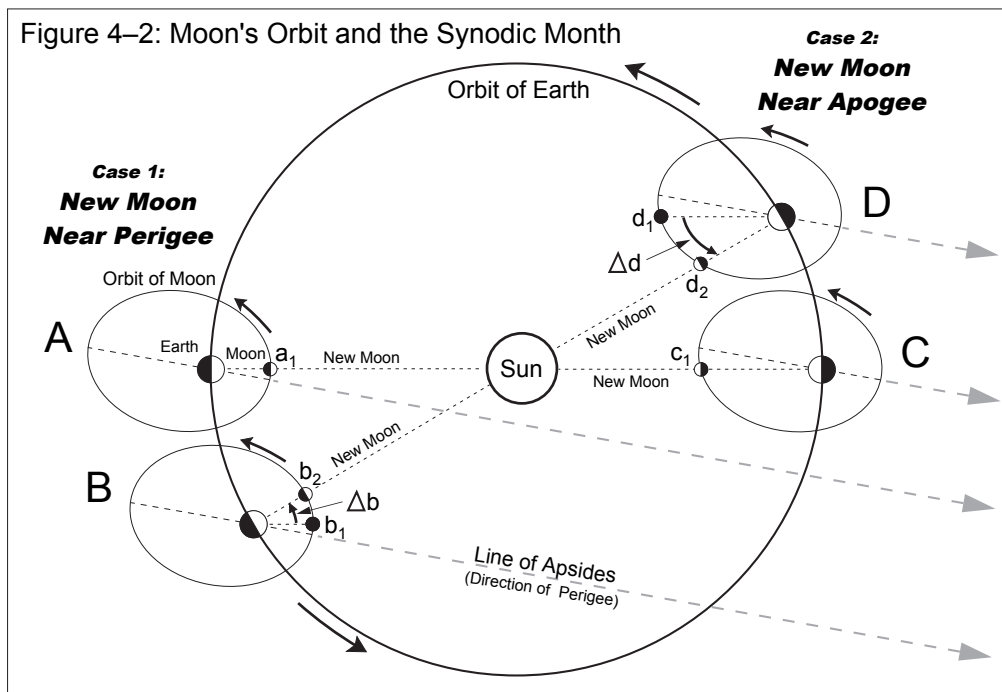 Figure 4–2: Moon's Orbit and the Synodic Month
Case 2:
New Moon
Near Apogee
Orbit of Earth
Case 1:
New Moon
Near Perigee
D
d1
Δd
d2
New Moon
Orbit of Moon
A
Earth
Moon
a1
New Moon
Sun
New Moon
c1
C
New Moon
B
b2
Δb
b1
Line of Apsides
(Direction of Perigee)